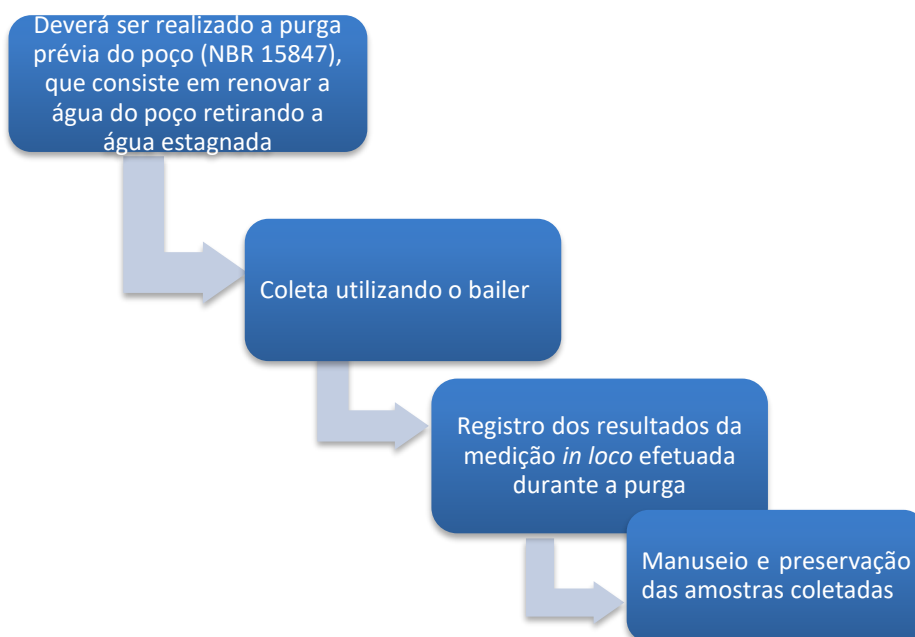 Deverá ser realizado a purga
prévia do poço (NBR 15847),
que consiste em renovar a
água do poço retirando a
água estagnada
Coleta utilizando o bailer
Registro dos resultados da
medição in loco efetuada
durante a purga
Manuseio e preservação
das amostras coletadas